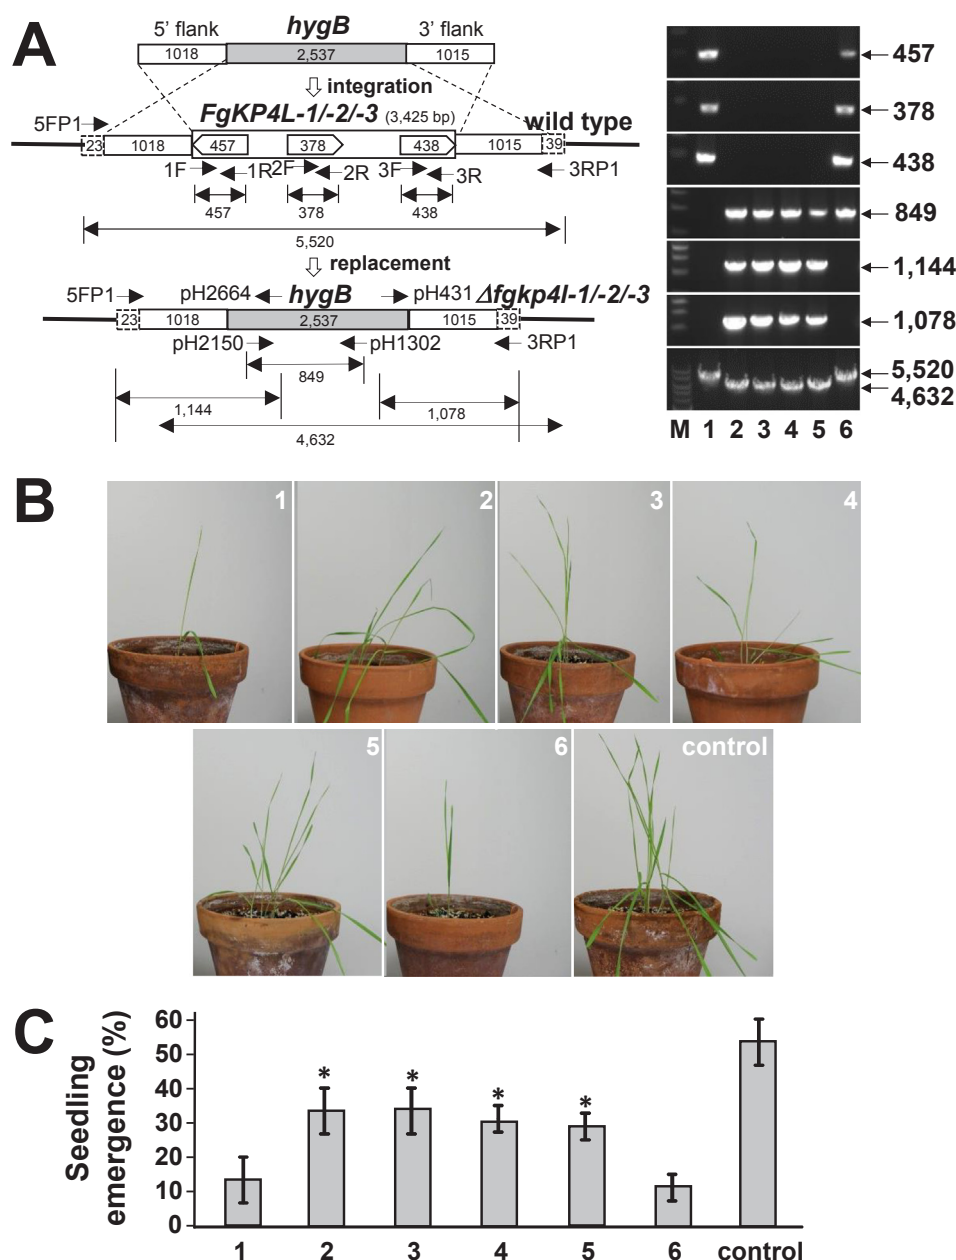 A
5’ flank hygB 3’ flank
1018 2,537 1015
integration
FgKP4L-1/-2/-3 (3,425 bp)
wild type
5FP1
23 1018 457 378 438 1015 39
1F 1R 2F 2R 3F 3R 3RP1
457 378 438
5,520
replacement
5FP1 pH2664 hygB pH431 Δfgkp4l-1/-2/-3
23 1018 2,537 1015 39
pH2150 pH1302 3RP1
849
1,144 1,078
4,632
457
378
438
849
1,144
1,078
5,520
4,632
M 1 2 3 4 5 6
B
1 2 3 4
5 6 control
C
Seedling
emergence (%)
60
50
40
30
20
10
0
* * * *
1 2 3 4 5 6 control